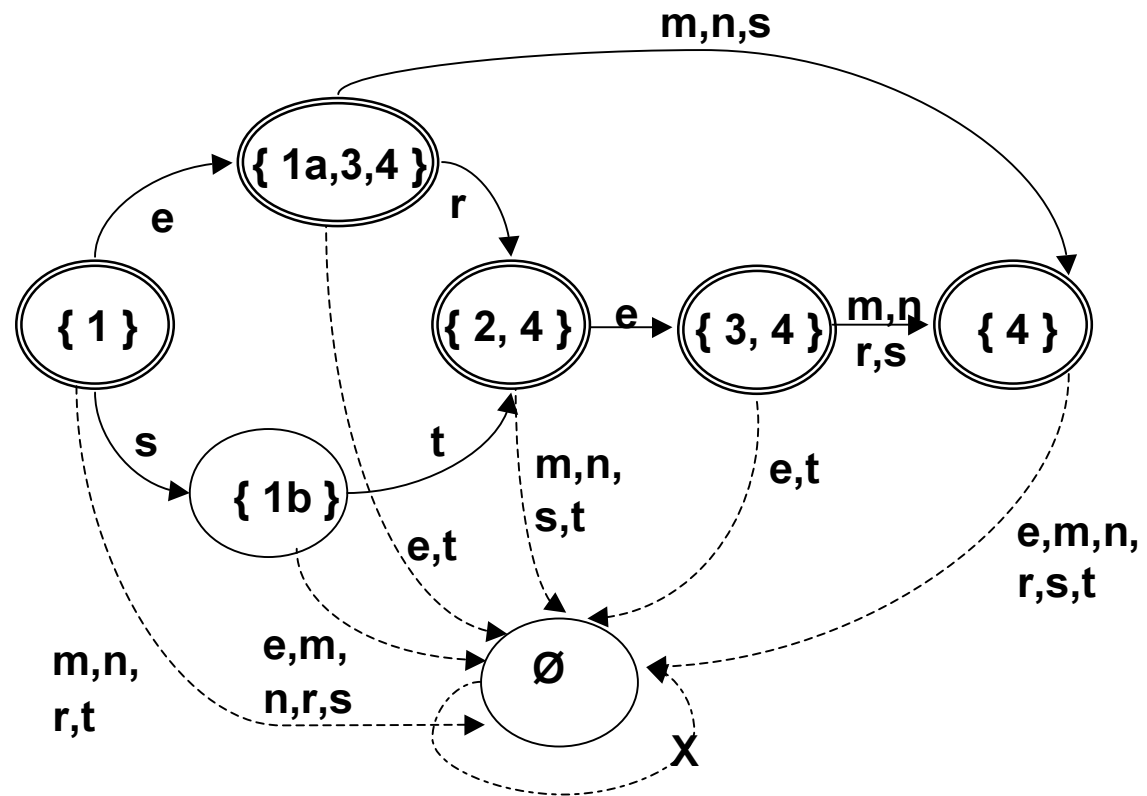 m,n,s
{ 1a,3,4 }
r
e
{ 1 }
{ 2, 4 }
e
{ 3, 4 }
m,n
r,s
{ 4 }
s
t
{ 1b }
m,n,
s,t
e,t
e,t
e,m,n,
r,s,t
m,n,
r,t
e,m,
n,r,s
Ø
X